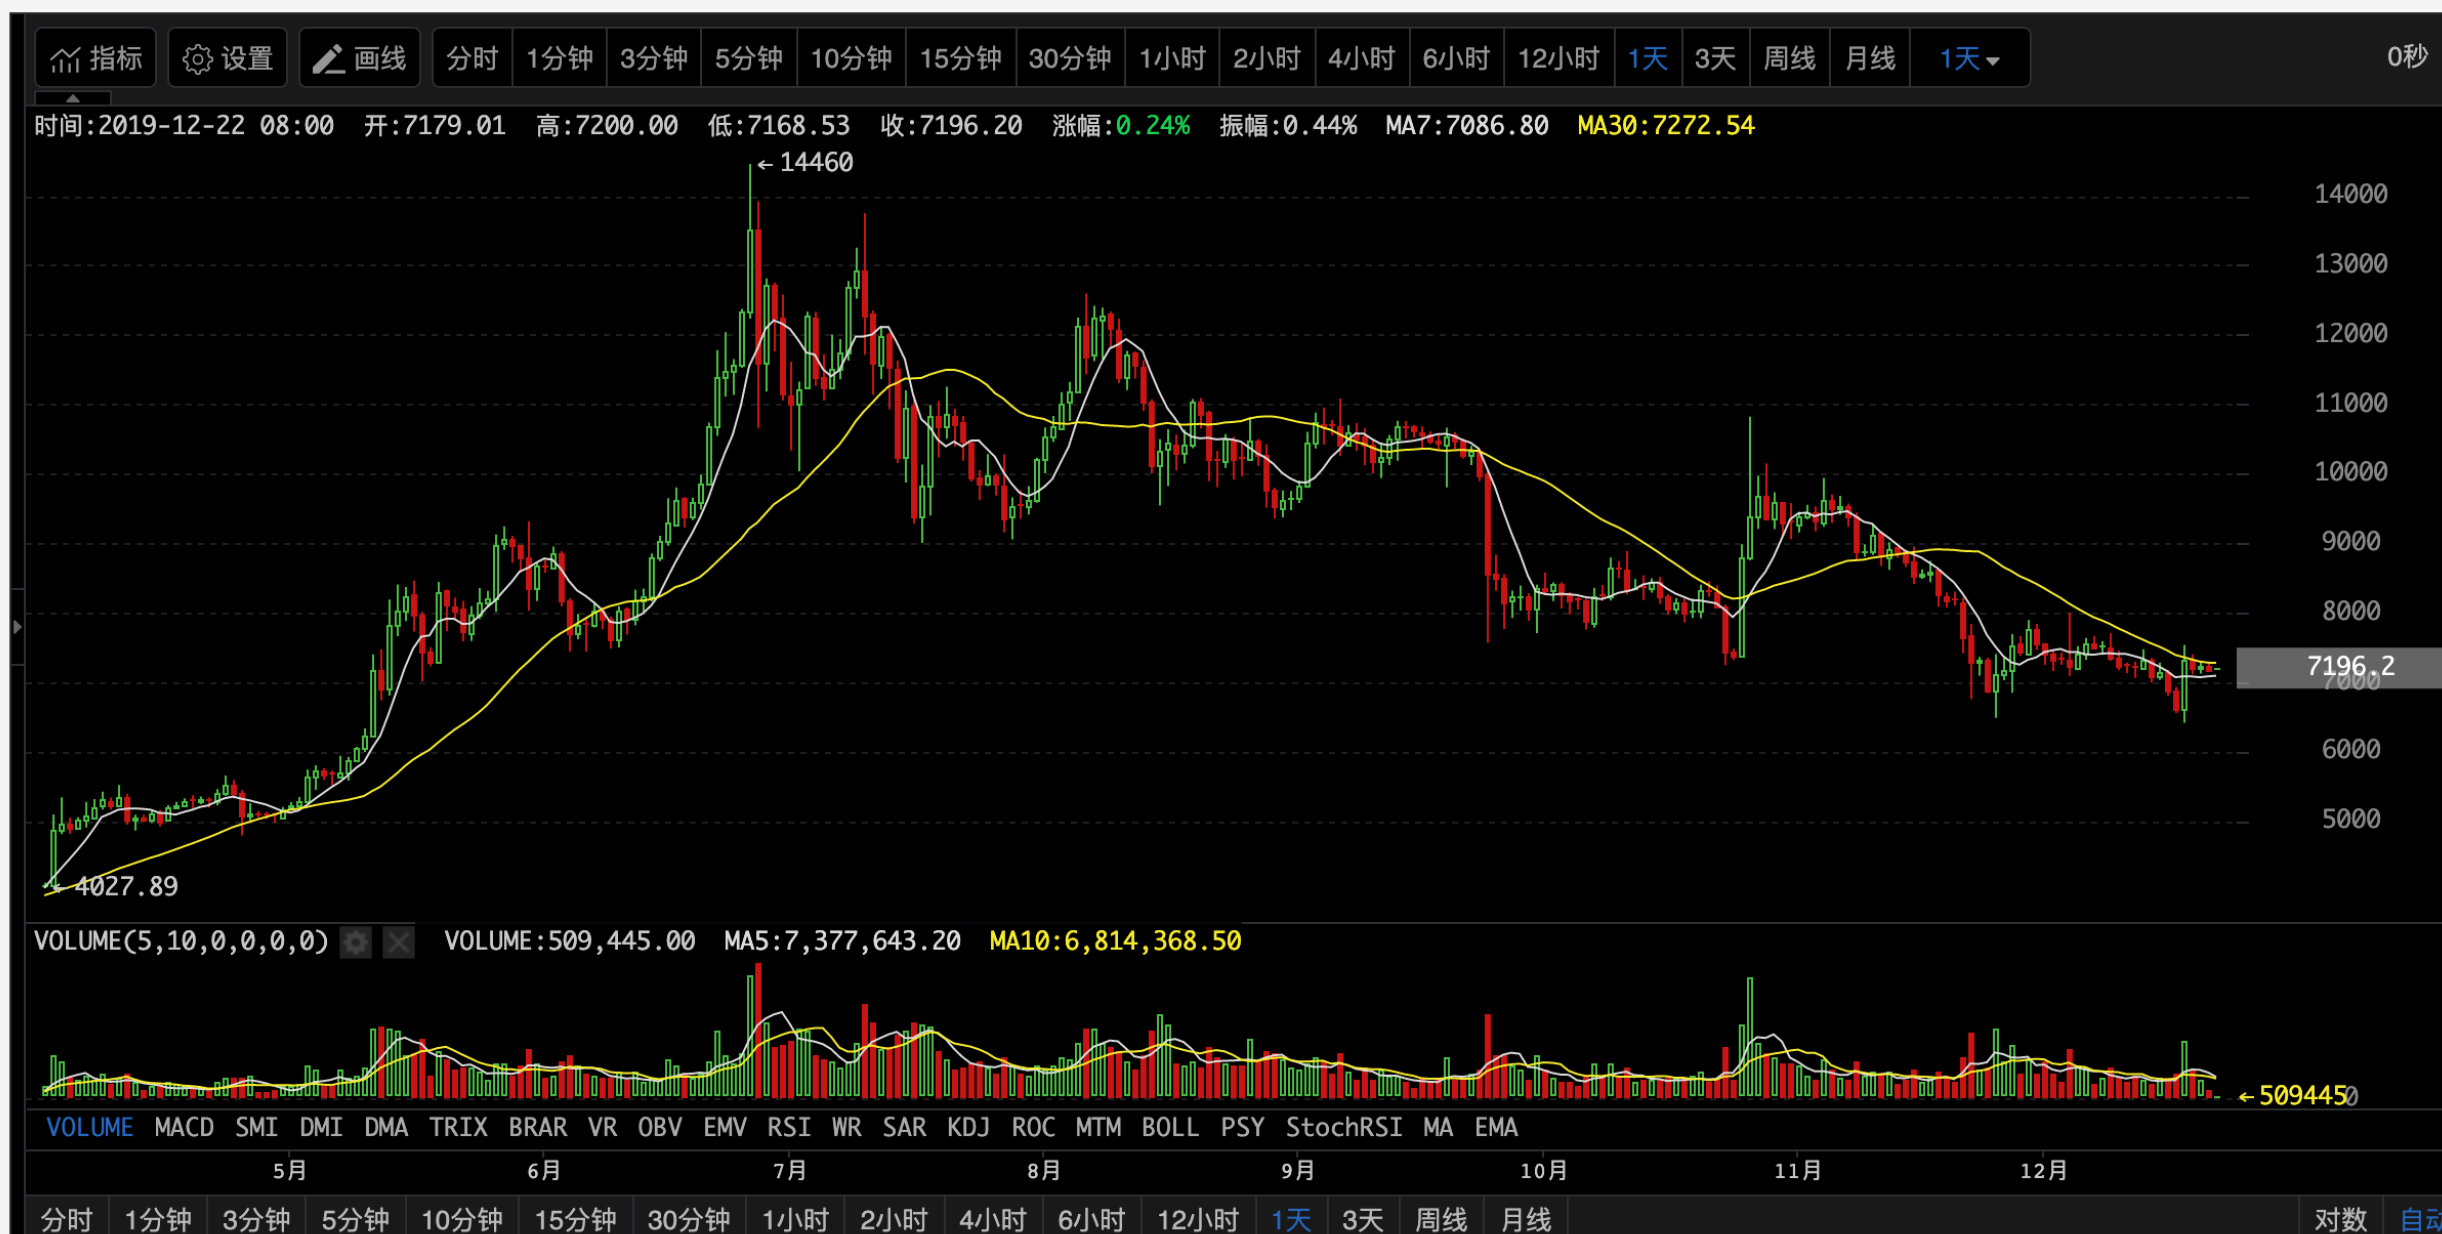 指标 设置 画线 分时 1分钟 3分钟 5分钟 10分钟 15分钟 30分钟 1小时 2小时 4小时 6小时 12小时 1天 3天 周线 月线 1天 0秒
时间:2019-12-22 08:00 开:7179.01 高:7200.00 低:7168.53 收:7196.20 涨幅:0.24% 振幅:0.44% MA7:7086.80 MA30:7272.54
←14460
14000
13000
12000
11000
10000
9000
8000
7196.2
7000
6000
5000
←4027.89
VOLUME(5,10,0,0,0,0) VOLUME:509,445.00 MA5:7,377,643.20 MA10:6,814,368.50
←509445 0
VOLUME MACD SMI DMI DMA TRIX BRAR VR OBV EMV RSI WR SAR KDJ ROC MTM BOLL PSY StochRSI MA EMA
5月 6月 7月 8月 9月 10月 11月 12月
分时 1分钟 3分钟 5分钟 10分钟 15分钟 30分钟 1小时 2小时 4小时 6小时 12小时 1天 3天 周线 月线 对数 自动